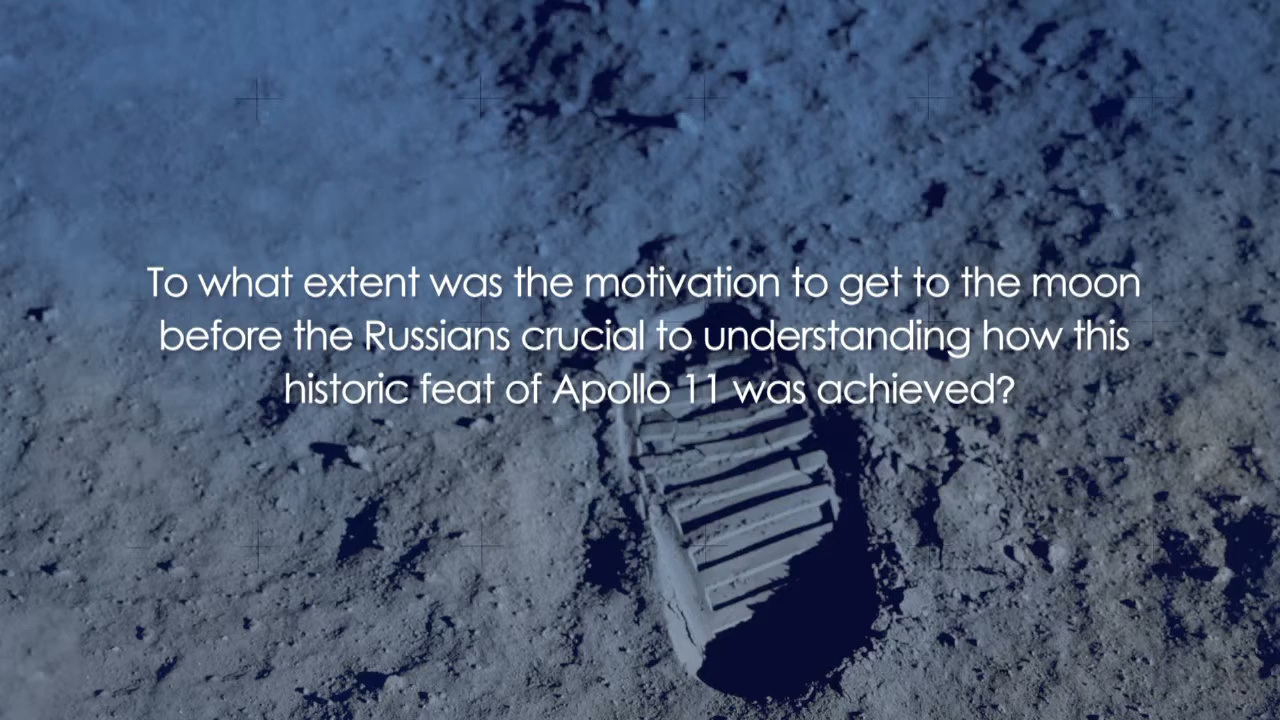 To what extent was the motivation to get to the moon
before the Russians crucial to understanding how this
historic feat of Apollo 11 was achieved?